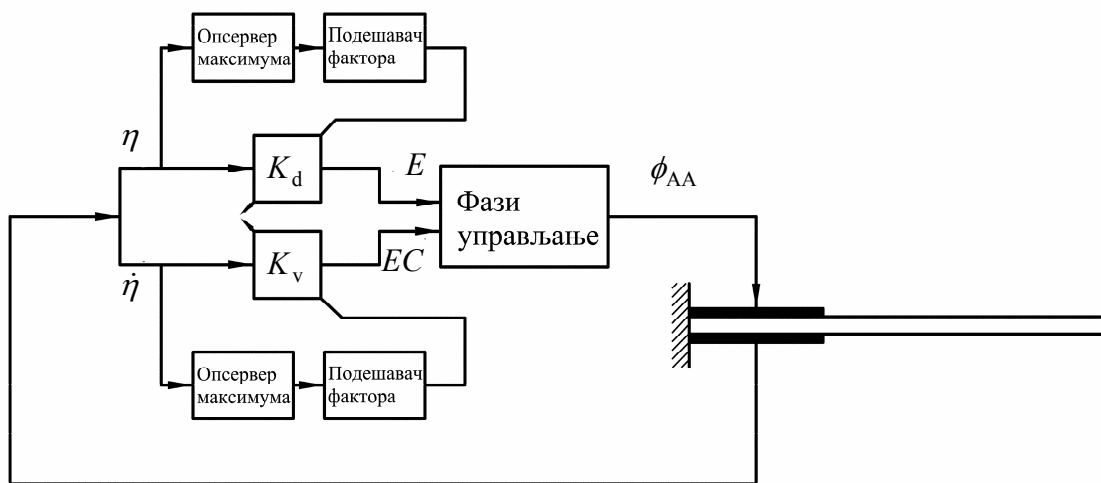 Опсервер
максимума
Подешавач
фактора
η
K_d
E
ϕ_AA
Фази
управљање
η̇
K_v
EC
Опсервер
максимума
Подешавач
фактора